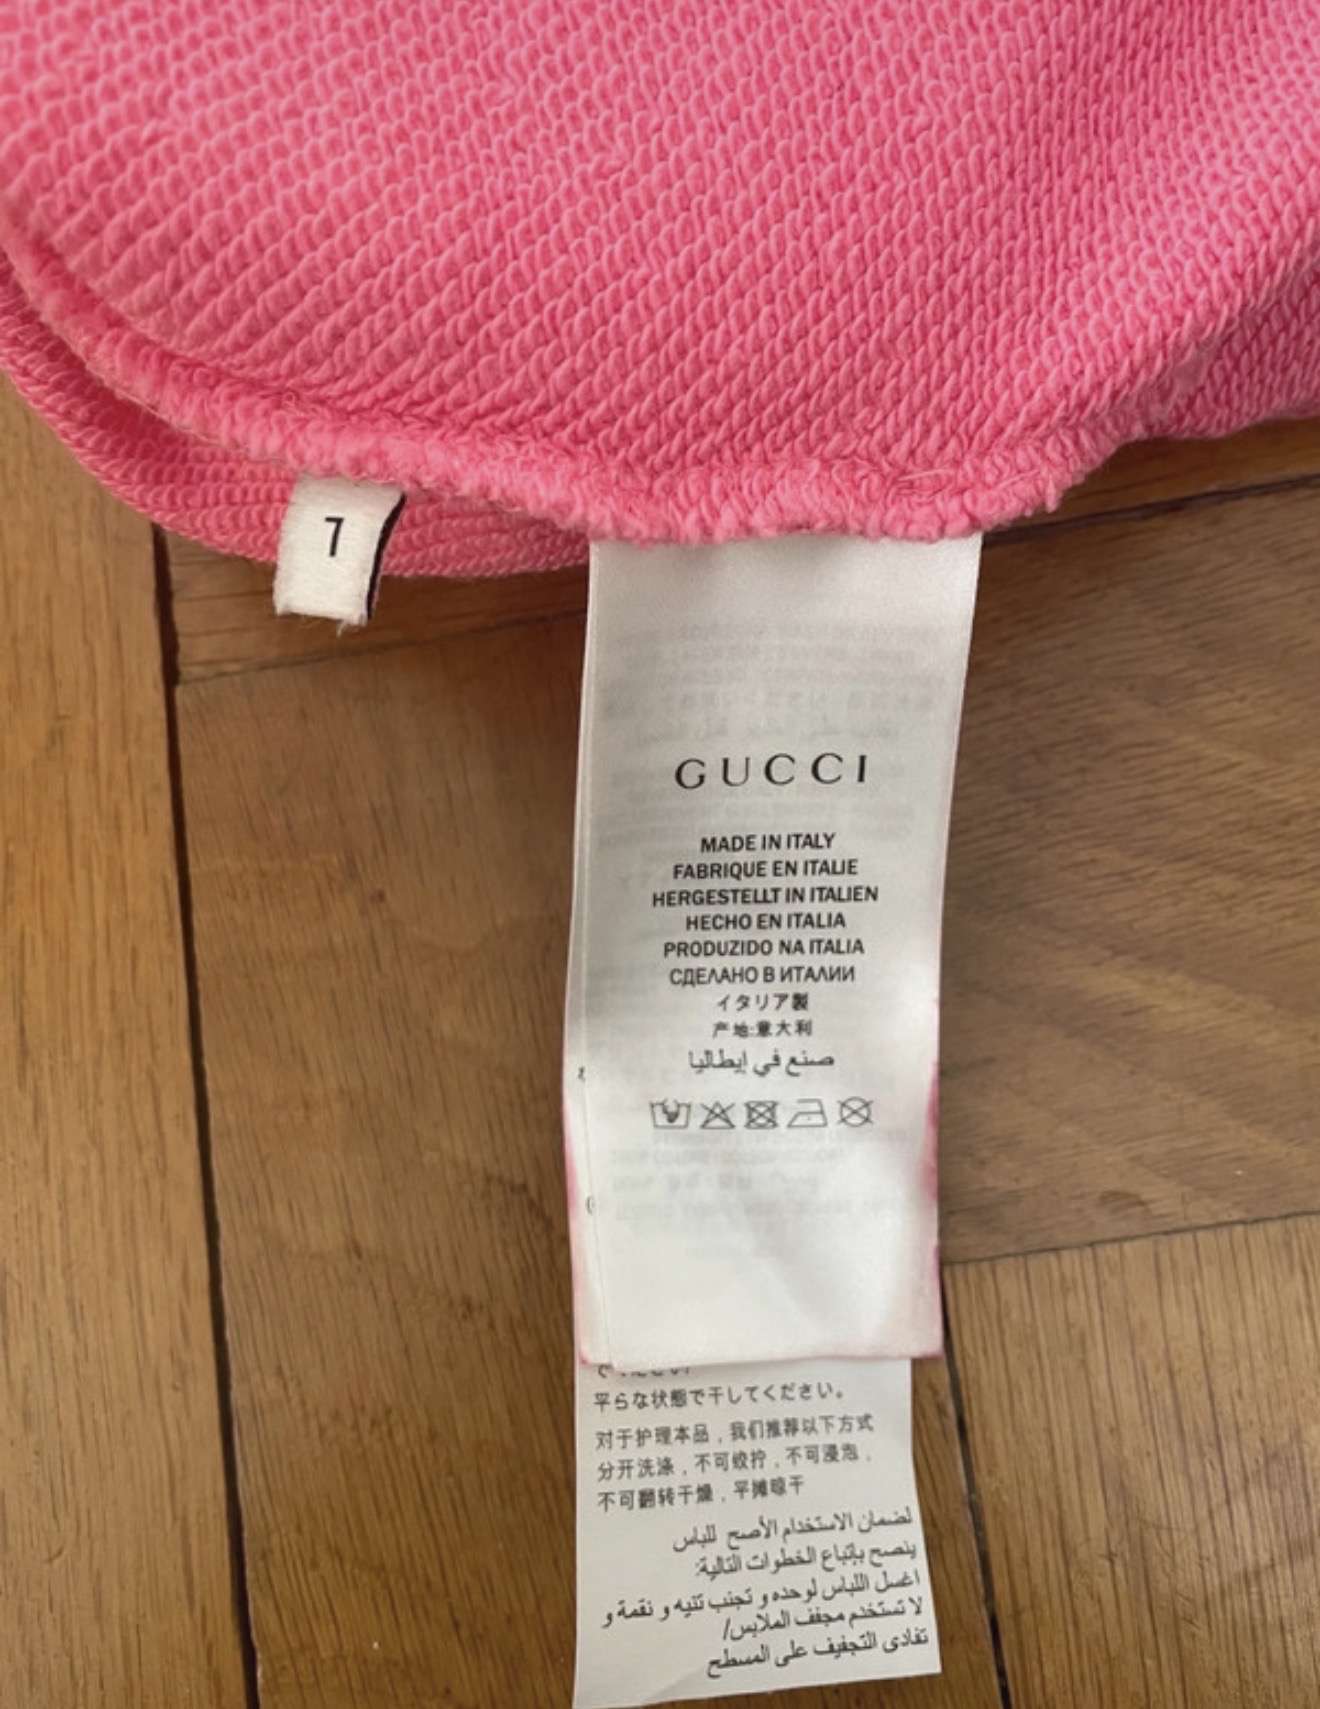 L
GUCCI
MADE IN ITALY
FABRIQUE EN ITALIE
HERGESTELLT IN ITALIEN
HECHO EN ITALIA
PRODUZIDO NA ITALIA
СДЕЛАНО В ИТАЛИИ
イタリア製
产地:意大利
صنع في إيطاليا
平らな状態で干してください。
对于护理本品，我们推荐以下方式
分开洗涤，不可绞拧，不可浸泡，
不可翻转干燥，平摊晾干
لضمان الاستخدام الأصح للباس
ينصح بإتباع الخطوات التالية:
اغسل اللباس لوحده و تجنب تنيه و نقمة و
لا تستخدم مجفف الملابس/
تفادى التجفيف على المسطح